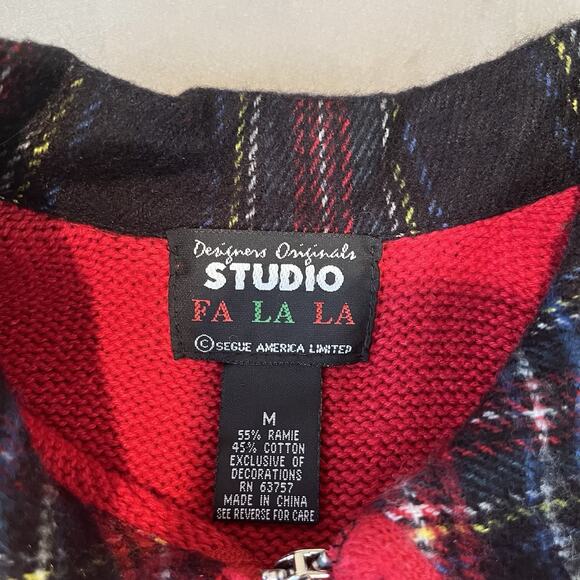 Designers Originals
STUDIO
FA LA LA
© SEGUE AMERICA LIMITED
M
55% RAMIE
45% COTTON
EXCLUSIVE OF
DECORATIONS
RN 63757
MADE IN CHINA
SEE REVERSE FOR CARE